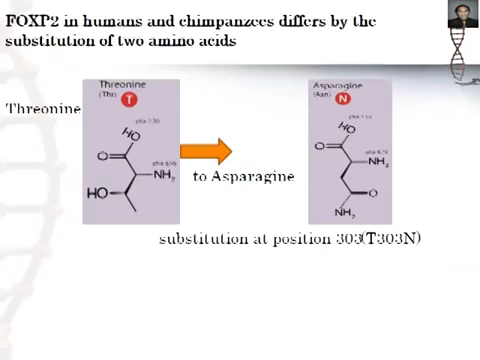 FOXP2 in humans and chimpanzees differs by the
substitution of two amino acids
Threonine
Threonine
(Thr)
T
HO
O
NH2
HO
to Asparagine
Asparagine
(Asn)
N
HO
O
NH2
O
NH2
substitution at position 303(T303N)